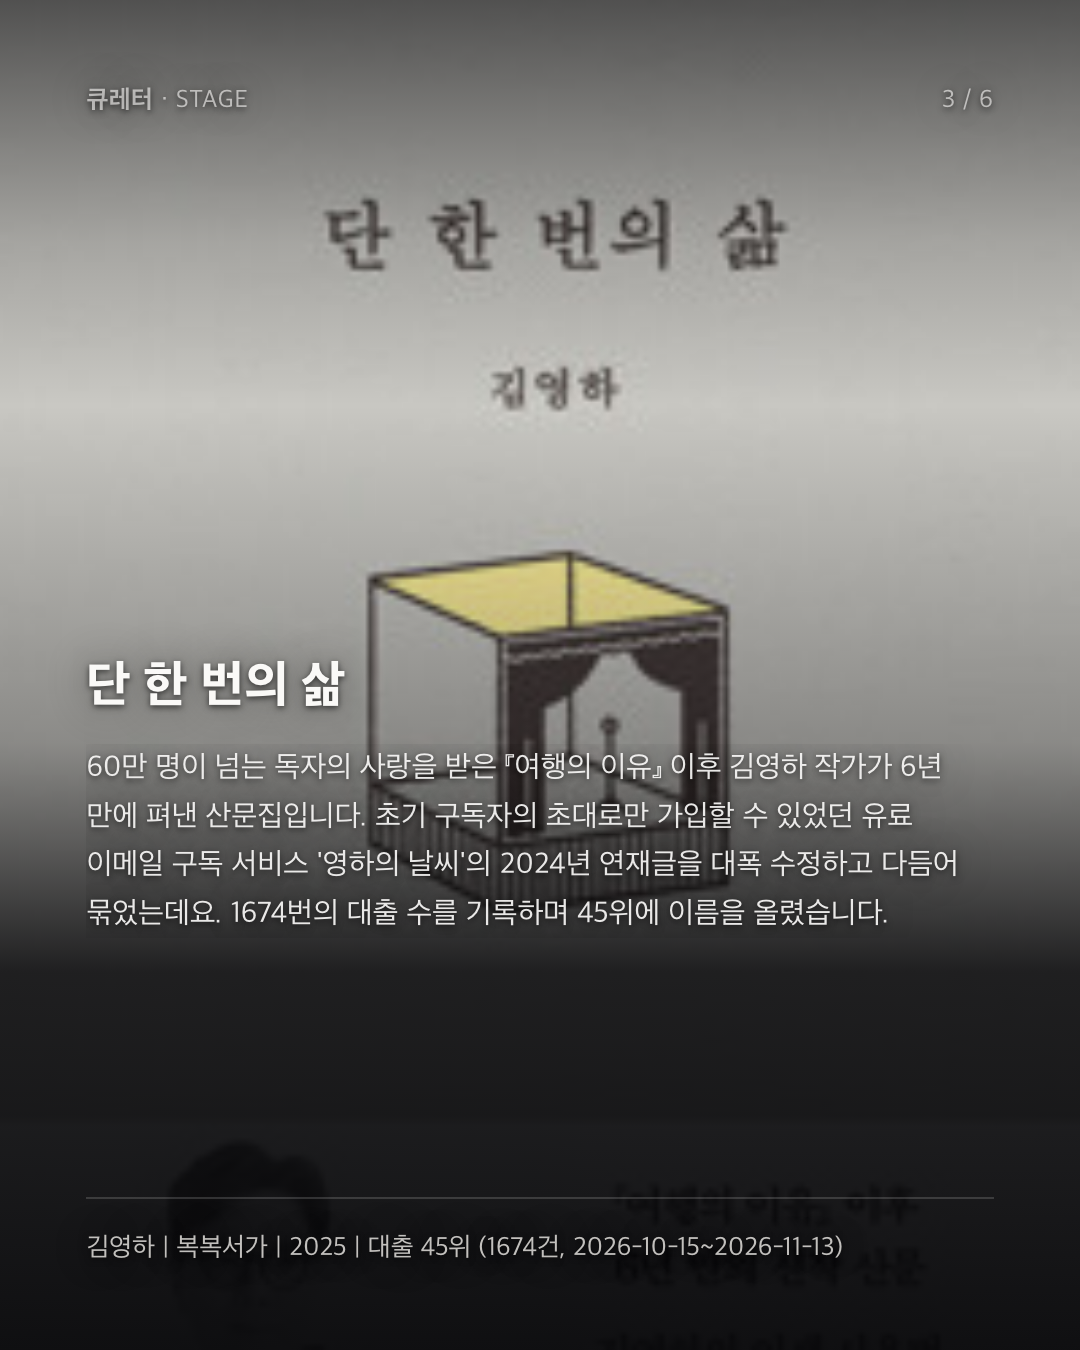 큐레터 · STAGE
3 / 6
단 한 번의 삶
김영하
단 한 번의 삶
60만 명이 넘는 독자의 사랑을 받은 『여행의 이유』 이후 김영하 작가가 6년
만에 펴낸 산문집입니다. 초기 구독자의 초대로만 가입할 수 있었던 유료
이메일 구독 서비스 '영하의 날씨'의 2024년 연재글을 대폭 수정하고 다듬어
묶었는데요. 1674번의 대출 수를 기록하며 45위에 이름을 올렸습니다.
『여행의 이유』 이후
김영하 | 복복서가 | 2025 | 대출 45위 (1674건, 2026-10-15~2026-11-13)